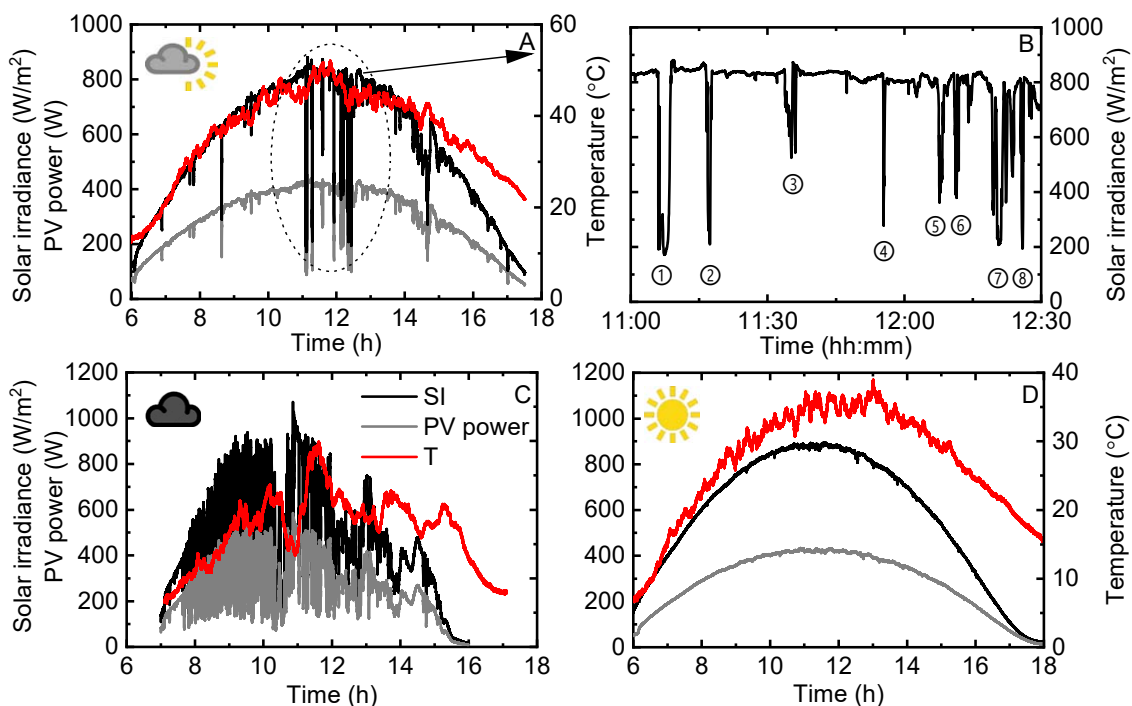 A
Solar irradiance (W/m²)
PV power (W)
1000
800
600
400
200
0
60
40
20
0
Temperature (°C)
6 8 10 12 14 16 18
Time (h)
B
1000
800
600
400
200
0
Solar irradiance (W/m²)
① ② ③ ④ ⑤ ⑥ ⑦ ⑧
11:00 11:30 12:00 12:30
Time (hh:mm)
C
Solar irradiance (W/m²)
PV power (W)
1200
1000
800
600
400
200
0
SI
PV power
T
6 8 10 12 14 16 18
Time (h)
D
1200
1000
800
600
400
200
0
40
30
20
10
0
Temperature (°C)
6 8 10 12 14 16 18
Time (h)